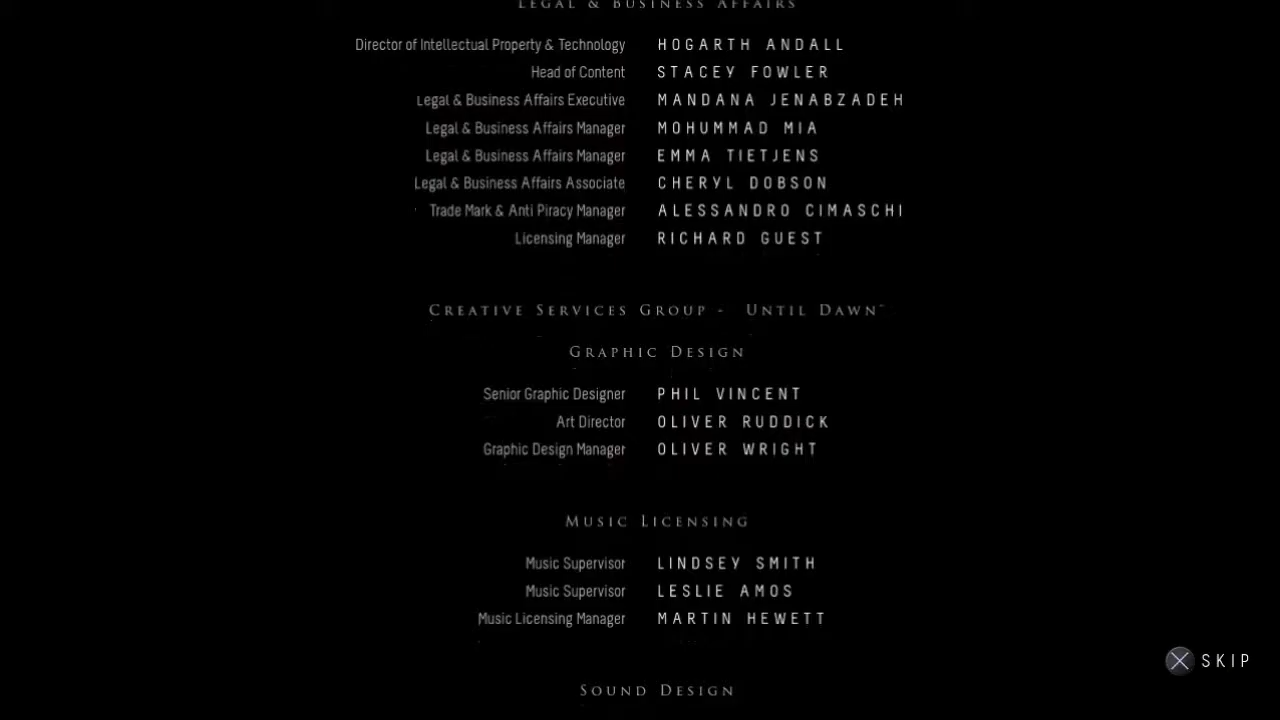 LEGAL & BUSINESS AFFAIRS
Director of Intellectual Property & Technology HOGARTH ANDALL
Head of Content STACEY FOWLER
Legal & Business Affairs Executive MANDANA JENABZADEH
Legal & Business Affairs Manager MOHUMMAD MIA
Legal & Business Affairs Manager EMMA TIETJENS
Legal & Business Affairs Associate CHERYL DOBSON
Trade Mark & Anti Piracy Manager ALESSANDRO CIMASCHI
Licensing Manager RICHARD GUEST
CREATIVE SERVICES GROUP - UNTIL DAWN™
GRAPHIC DESIGN
Senior Graphic Designer PHIL VINCENT
Art Director OLIVER RUDDICK
Graphic Design Manager OLIVER WRIGHT
MUSIC LICENSING
Music Supervisor LINDSEY SMITH
Music Supervisor LESLIE AMOS
Music Licensing Manager MARTIN HEWETT
SKIP
SOUND DESIGN